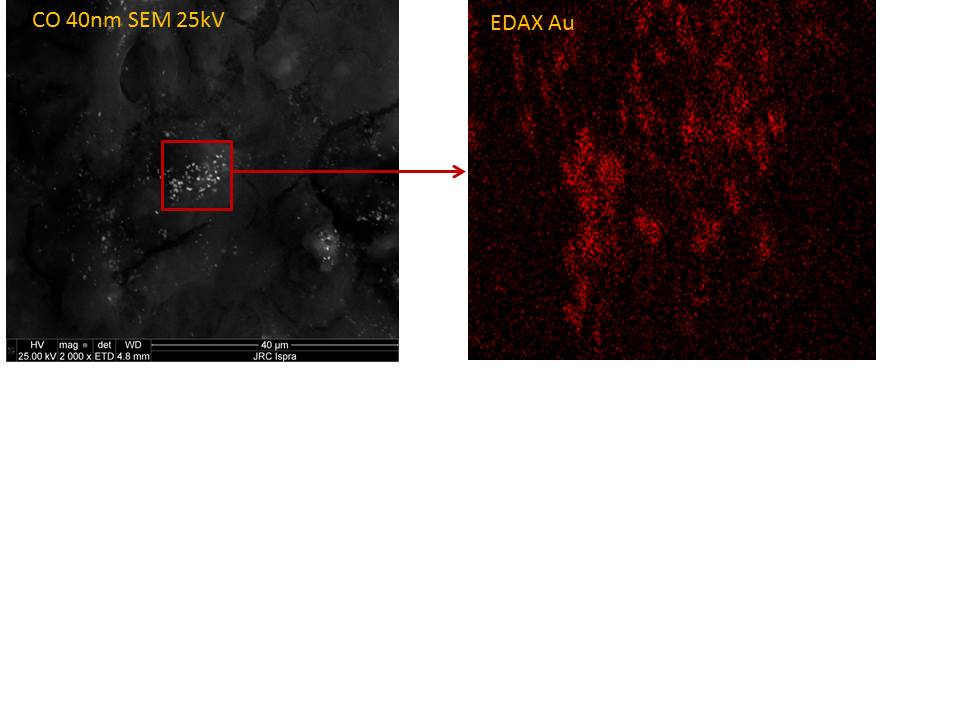 CO 40nm SEM 25kV
EDAX Au
HV mag det WD 40 µm
25.00 kV 2 000 x ETD 4.8 mm JRC Ispra